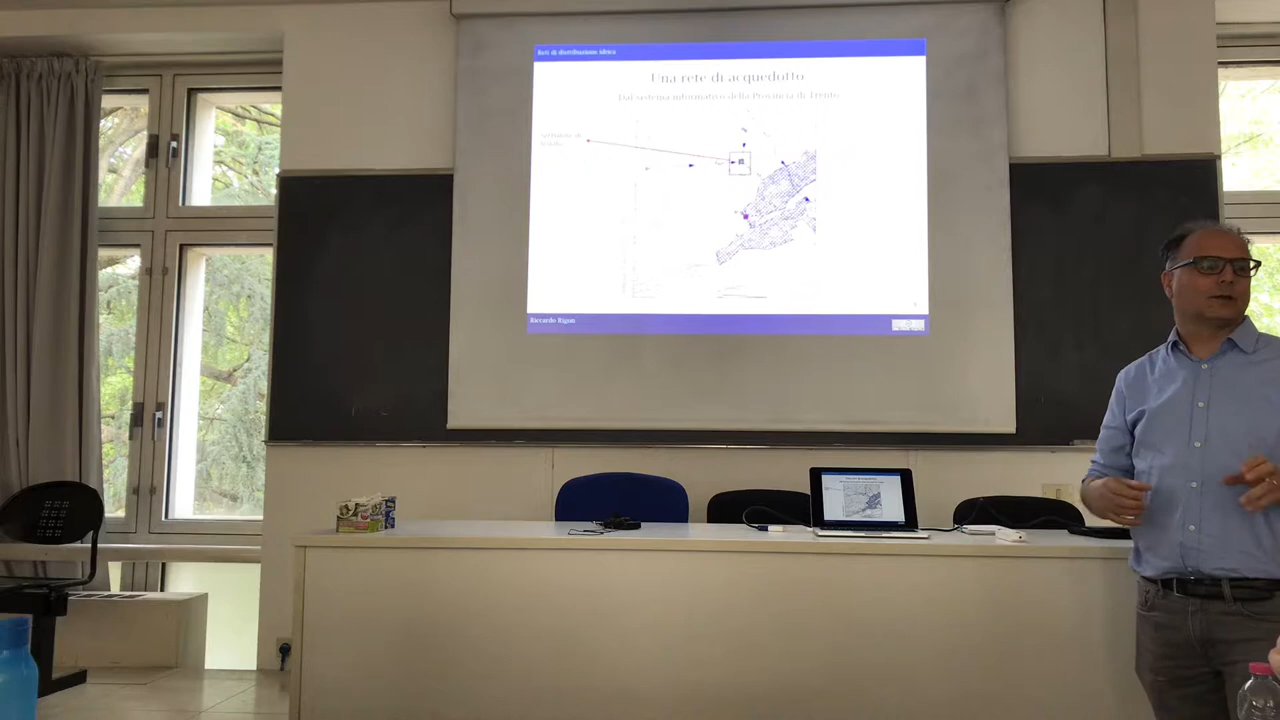 Reti di distribuzione idrica
Una rete di acquedotto
Dal sistema informativo della Provincia di Trento
Riccardo Rigon